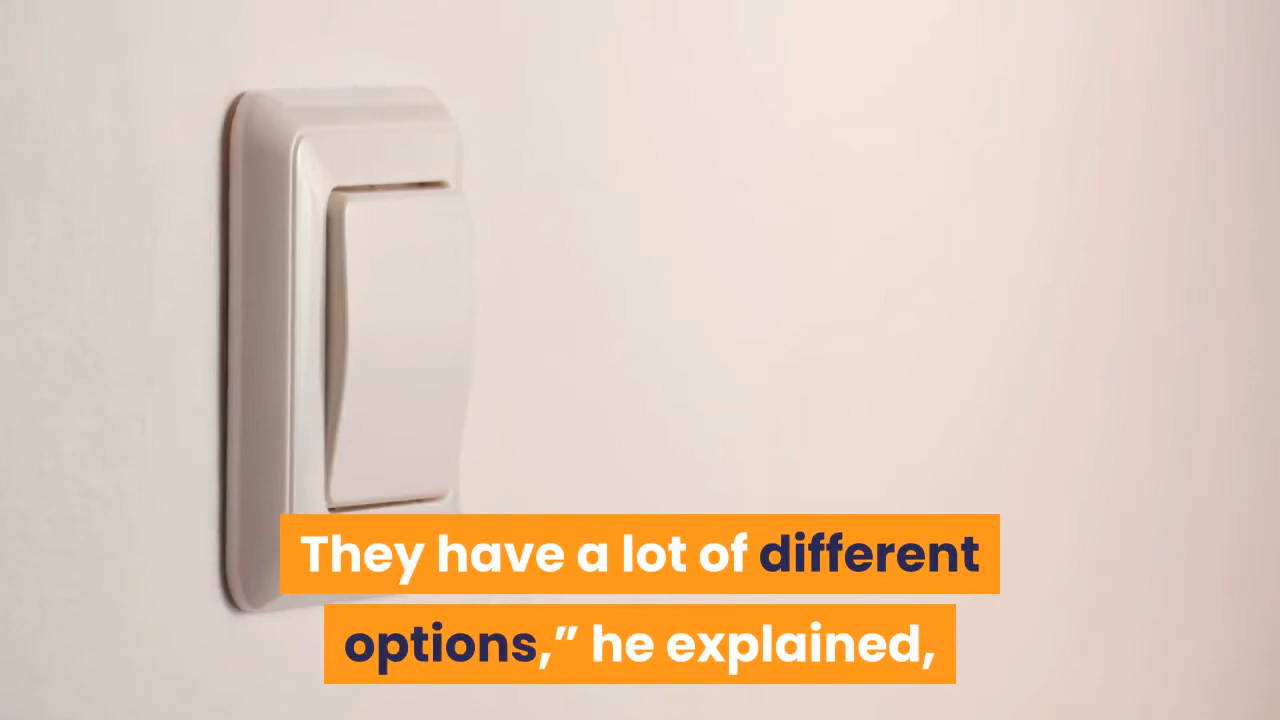 They have a lot of different
options,” he explained,